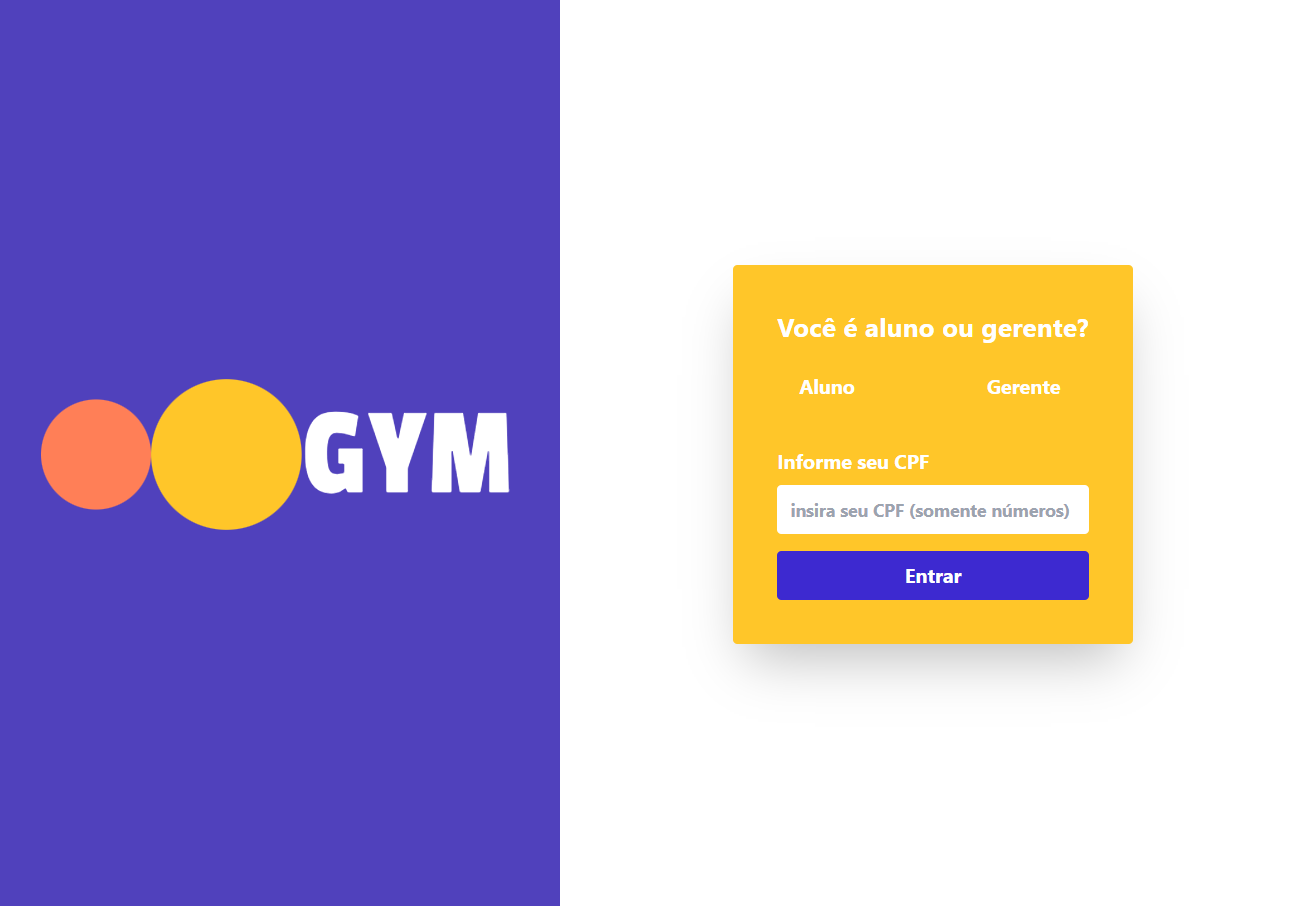 GYM
Você é aluno ou gerente?
Aluno Gerente
Informe seu CPF
insira seu CPF (somente números)
Entrar